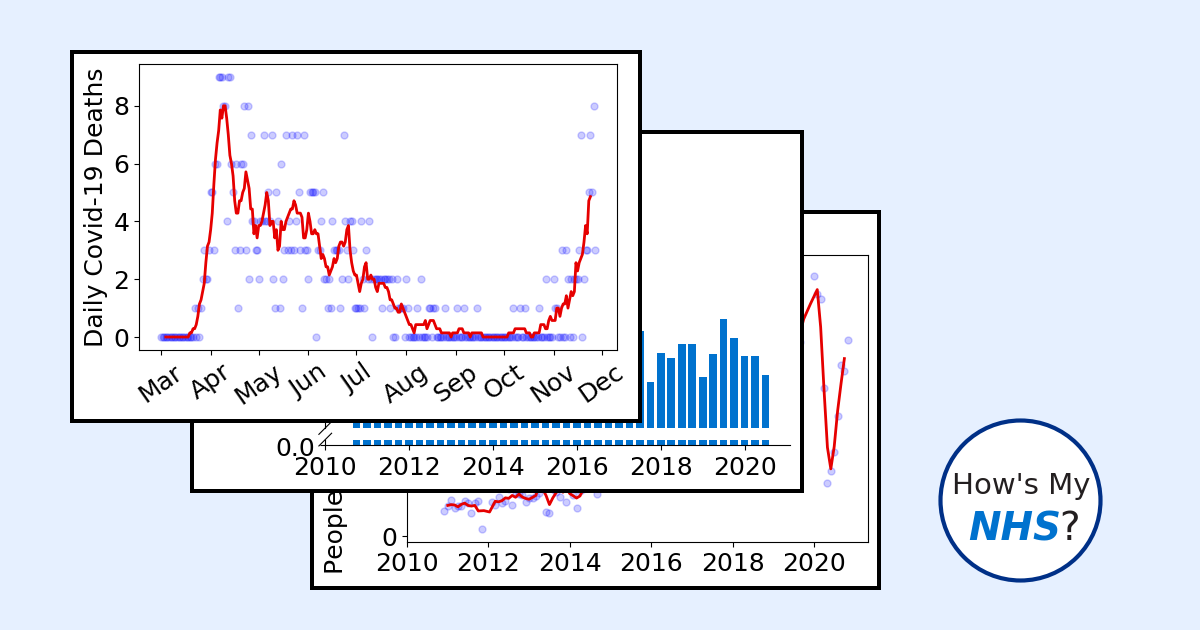 Daily Covid-19 Deaths
8
6
4
2
0
Mar Apr May Jun Jul Aug Sep Oct Nov Dec
0.0
2010 2012 2014 2016 2018 2020
People
0
2010 2012 2014 2016 2018 2020
How's My
NHS?